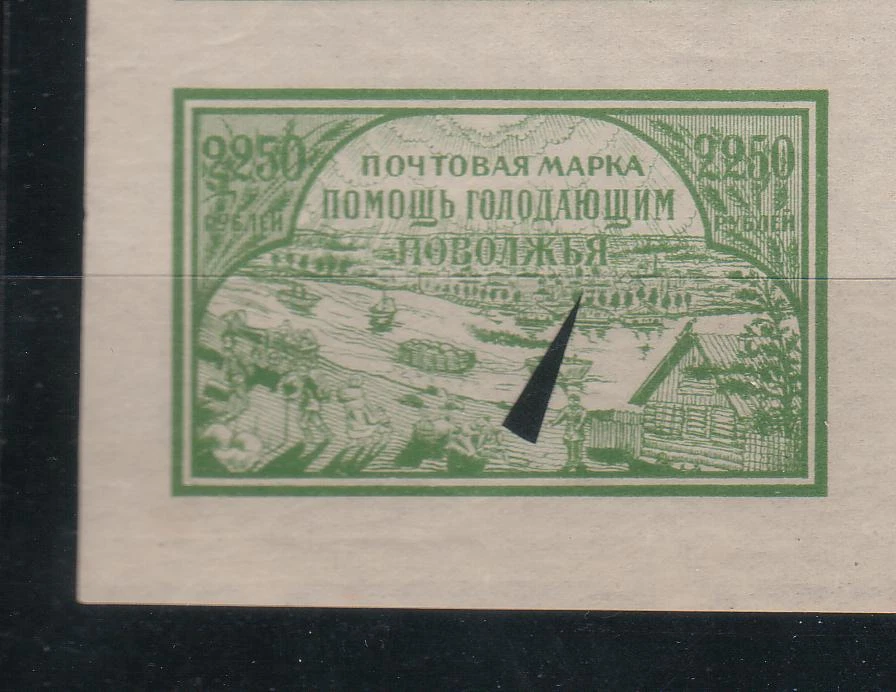 2250 2250
ПОЧТОВАЯ МАРКА
ПОМОЩЬ ГОЛОДАЮЩИМ
РУБЛЕЙ РУБЛЕЙ
ПОВОЛЖЬЯ